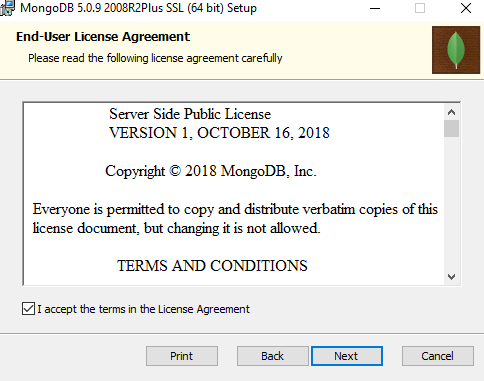 MongoDB 5.0.9 2008R2Plus SSL (64 bit) Setup
End-User License Agreement
Please read the following license agreement carefully
Server Side Public License
VERSION 1, OCTOBER 16, 2018
Copyright © 2018 MongoDB, Inc.
Everyone is permitted to copy and distribute verbatim copies of this
license document, but changing it is not allowed.
TERMS AND CONDITIONS
I accept the terms in the License Agreement
Print
Back
Next
Cancel